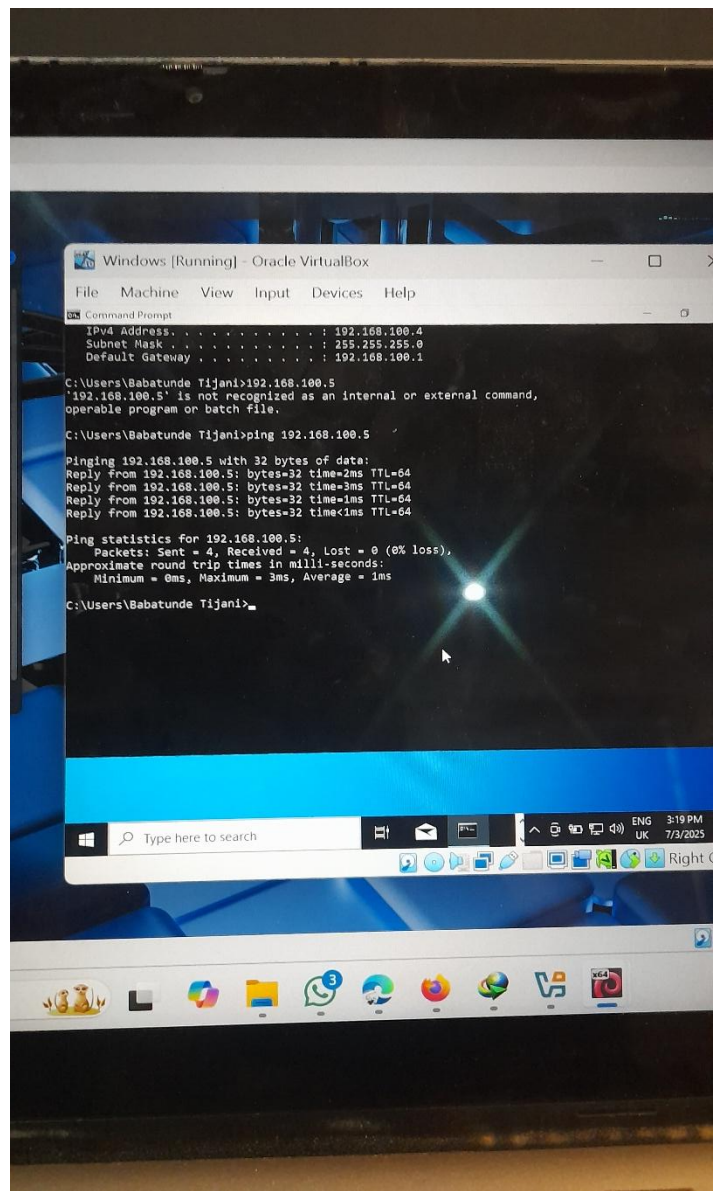 Windows [Running] - Oracle VirtualBox
File Machine View Input Devices Help
Command Prompt
IPv4 Address. . . . . . . . . . . : 192.168.100.4
Subnet Mask . . . . . . . . . . . : 255.255.255.0
Default Gateway . . . . . . . . . : 192.168.100.1
C:\Users\Babatunde Tijani>192.168.100.5
'192.168.100.5' is not recognized as an internal or external command,
operable program or batch file.
C:\Users\Babatunde Tijani>ping 192.168.100.5
Pinging 192.168.100.5 with 32 bytes of data:
Reply from 192.168.100.5: bytes=32 time=2ms TTL=64
Reply from 192.168.100.5: bytes=32 time=3ms TTL=64
Reply from 192.168.100.5: bytes=32 time=1ms TTL=64
Reply from 192.168.100.5: bytes=32 time<1ms TTL=64
Ping statistics for 192.168.100.5:
Packets: Sent = 4, Received = 4, Lost = 0 (0% loss),
Approximate round trip times in milli-seconds:
Minimum = 0ms, Maximum = 3ms, Average = 1ms
C:\Users\Babatunde Tijani>
Type here to search
ENG 3:19 PM
UK 7/3/2025
Right
3
x64